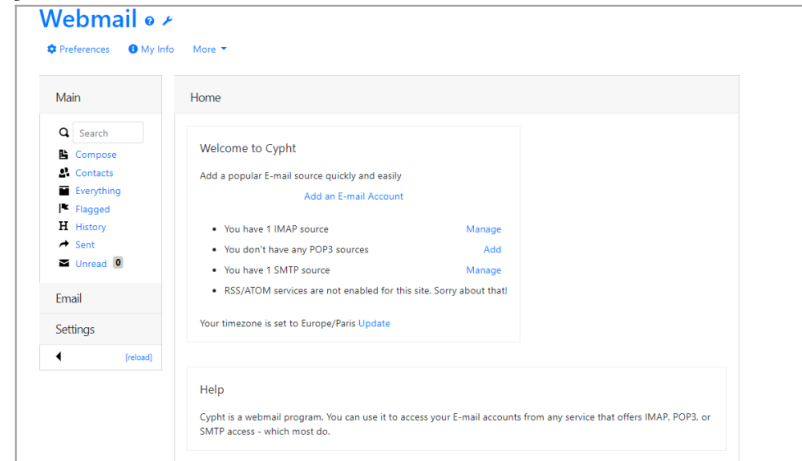 Webmail
Preferences My Info More
Main
Search
Compose
Contacts
Everything
Flagged
History
Sent
Unread 0
Email
Settings
[reload]
Home
Welcome to Cypht
Add a popular E-mail source quickly and easily
Add an E-mail Account
You have 1 IMAP source Manage
You don't have any POP3 sources Add
You have 1 SMTP source Manage
RSS/ATOM services are not enabled for this site. Sorry about that!
Your timezone is set to Europe/Paris Update
Help
Cypht is a webmail program. You can use it to access your E-mail accounts from any service that offers IMAP, POP3, or
SMTP access - which most do.